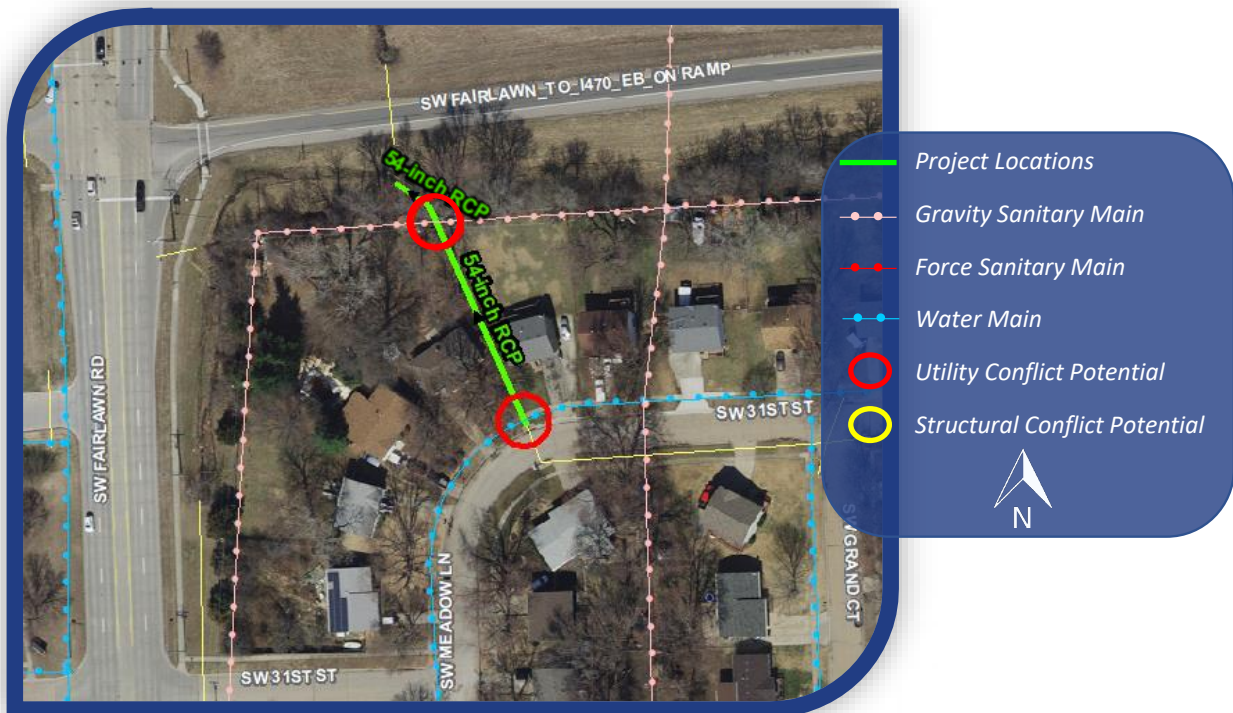 SW FAIRLAWN_TO_I470_EB_ON RAMP
54-inch RCP
54-inch RCP
SW FAIRLAWN RD
SW 31ST ST
SW MEADOW LN
SW GRAND CT
SW 31ST ST
Project Locations
Gravity Sanitary Main
Force Sanitary Main
Water Main
Utility Conflict Potential
Structural Conflict Potential
N